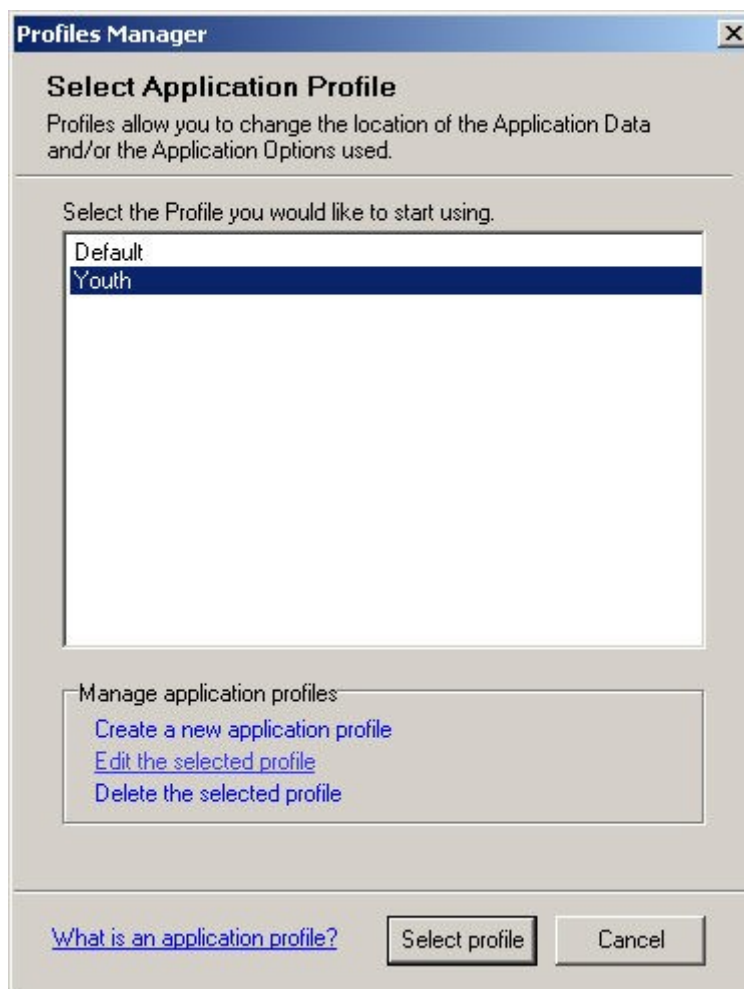 Profiles Manager
Select Application Profile
Profiles allow you to change the location of the Application Data
and/or the Application Options used.
Select the Profile you would like to start using.
Default
Youth
Manage application profiles
Create a new application profile
Edit the selected profile
Delete the selected profile
What is an application profile?
Select profile
Cancel